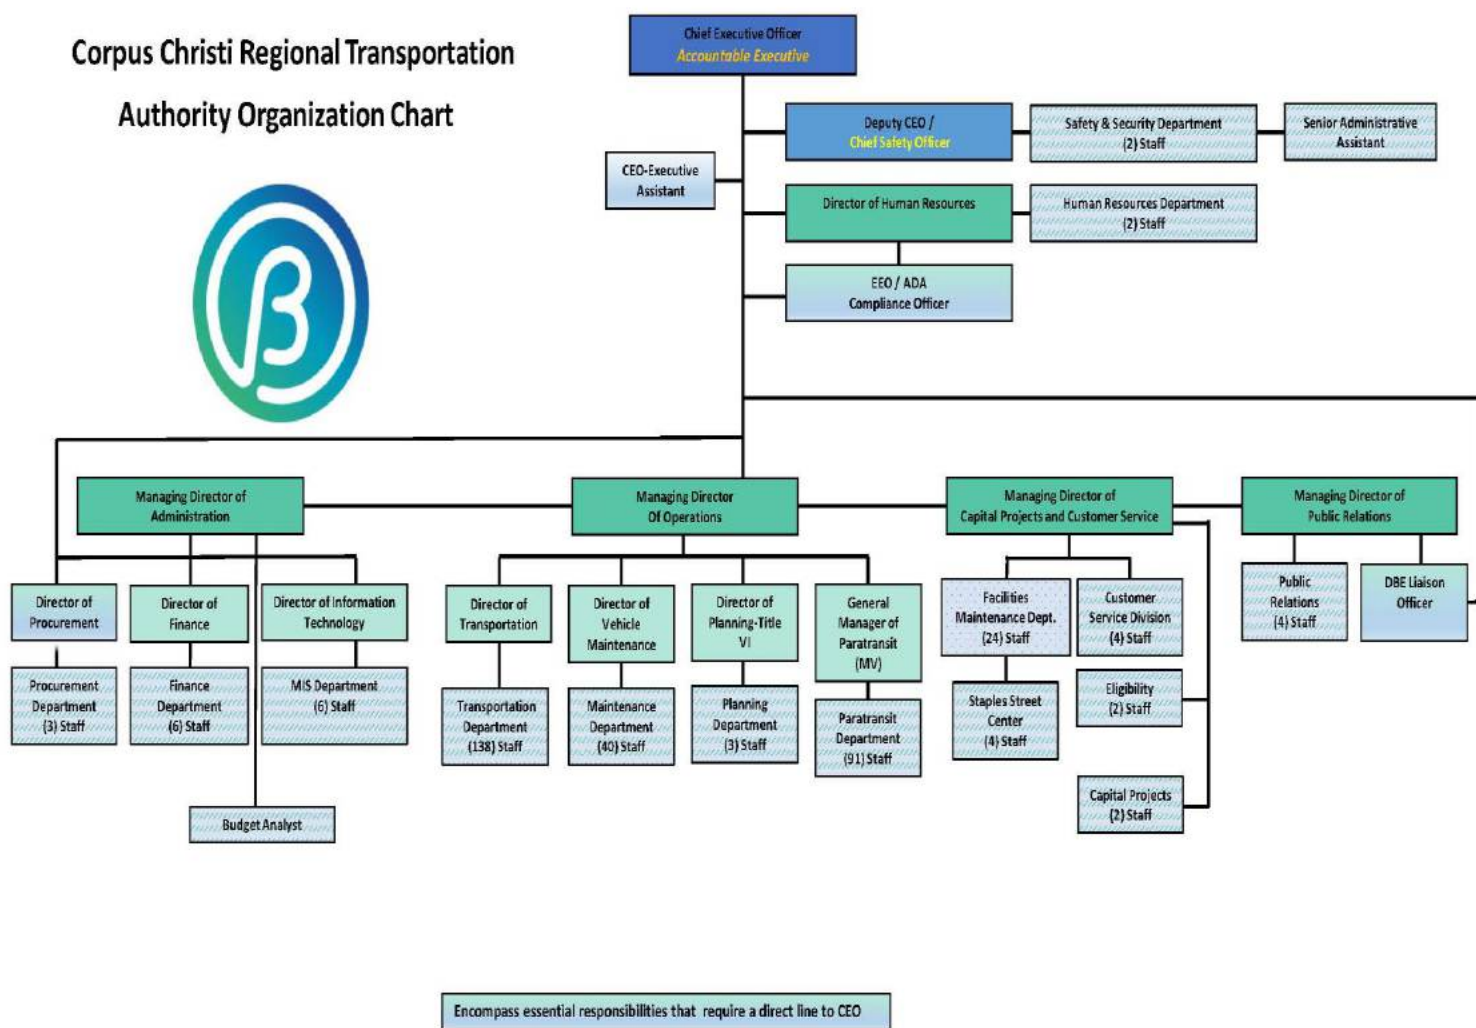 Corpus Christi Regional Transportation
Authority Organization Chart
Chief Executive Officer
Accountable Executive
Deputy CEO /
Chief Safety Officer
Safety & Security Department
(2) Staff
Senior Administrative
Assistant
CEO-Executive
Assistant
Director of Human Resources
Human Resources Department
(2) Staff
EEO / ADA
Compliance Officer
Managing Director of
Administration
Managing Director
Of Operations
Managing Director of
Capital Projects and Customer Service
Managing Director of
Public Relations
Director of
Procurement
Director of
Finance
Director of Information
Technology
Director of
Transportation
Director of
Vehicle
Maintenance
Director of
Planning-Title
VI
General
Manager of
Paratransit
(MV)
Facilities
Maintenance Dept.
(24) Staff
Customer
Service Division
(4) Staff
Public
Relations
(4) Staff
DBE Liaison
Officer
Procurement
Department
(3) Staff
Finance
Department
(6) Staff
MIS Department
(6) Staff
Transportation
Department
(138) Staff
Maintenance
Department
(40) Staff
Planning
Department
(3) Staff
Paratransit
Department
(91) Staff
Staples Street
Center
(4) Staff
Eligibility
(2) Staff
Capital Projects
(2) Staff
Budget Analyst
Encompass essential responsibilities that require a direct line to CEO